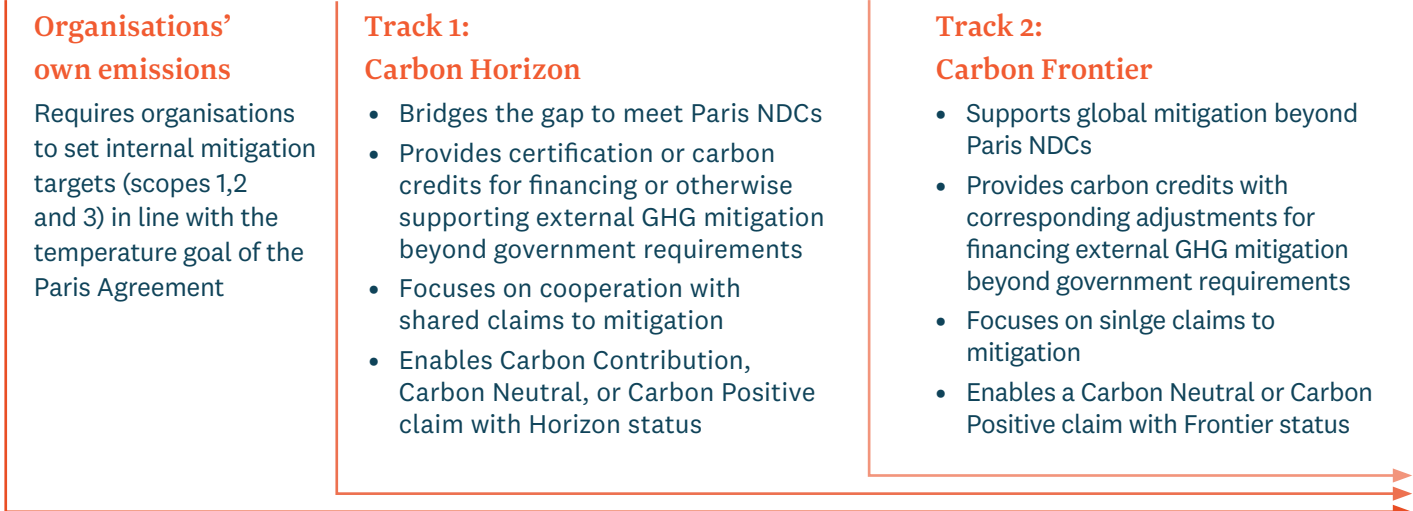 Organisations’
own emissions
Requires organisations
to set internal mitigation
targets (scopes 1,2
and 3) in line with the
temperature goal of the
Paris Agreement
Track 1:
Carbon Horizon
• Bridges the gap to meet Paris NDCs
• Provides certification or carbon
credits for financing or otherwise
supporting external GHG mitigation
beyond government requirements
• Focuses on cooperation with
shared claims to mitigation
• Enables Carbon Contribution,
Carbon Neutral, or Carbon Positive
claim with Horizon status
Track 2:
Carbon Frontier
• Supports global mitigation beyond
Paris NDCs
• Provides carbon credits with
corresponding adjustments for
financing external GHG mitigation
beyond government requirements
• Focuses on sinlge claims to
mitigation
• Enables a Carbon Neutral or Carbon
Positive claim with Frontier status